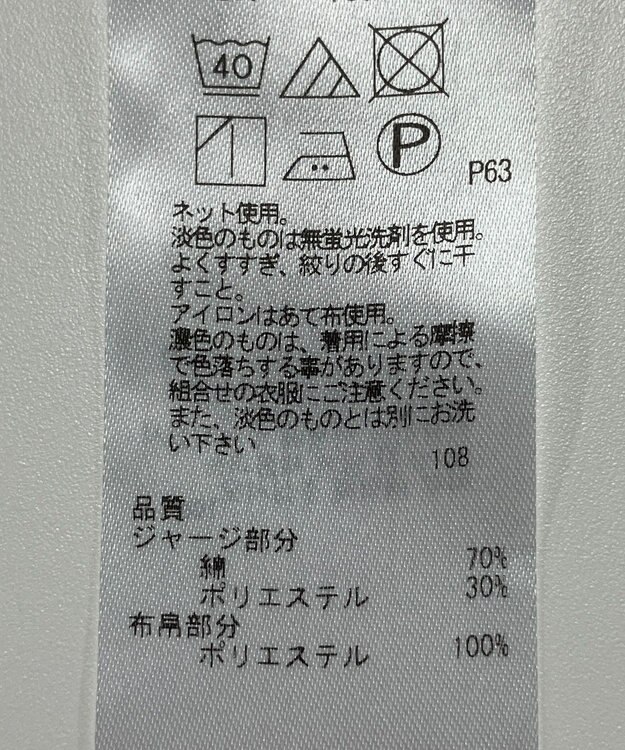 40
P
P63
ネット使用。
淡色のものは無蛍光洗剤を使用。
よくすすぎ、絞りの後すぐに干
すこと。
アイロンはあて布使用。
濃色のものは、着用による摩擦
で色落ちする事がありますので、
組合せの衣服にご注意ください。
また、淡色のものとは別にお洗
い下さい
108
品質
ジャージ部分
綿 70%
ポリエステル 30%
布帛部分
ポリエステル 100%